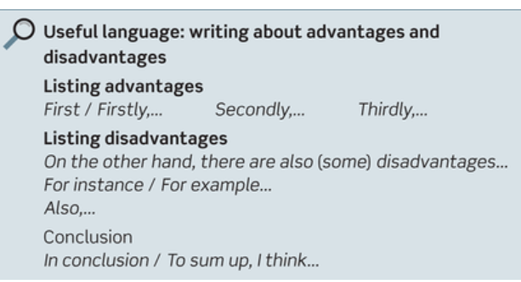 Useful language: writing about advantages and
disadvantages
Listing advantages
First / Firstly,... Secondly,... Thirdly,...
Listing disadvantages
On the other hand, there are also (some) disadvantages...
For instance / For example...
Also,...
Conclusion
In conclusion / To sum up, I think...